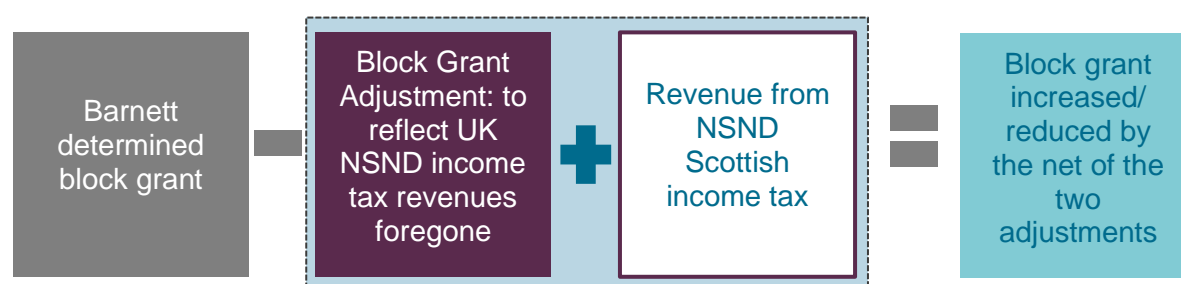 Barnett
determined
block grant
Block Grant
Adjustment: to
reflect UK
NSND income
tax revenues
foregone
Revenue from
NSND
Scottish
income tax
Block grant
increased/
reduced by
the net of the
two
adjustments